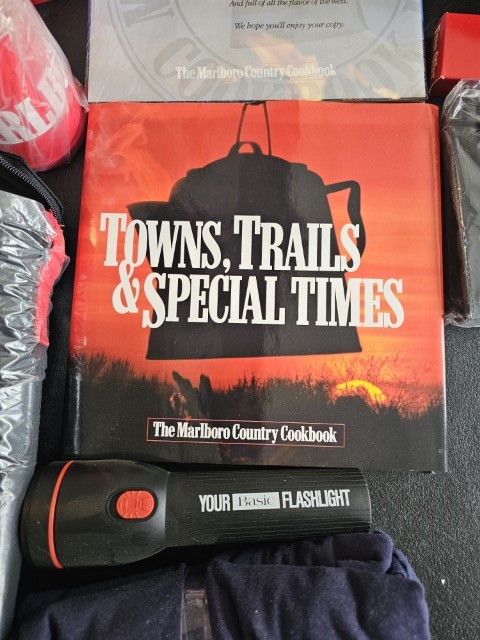 And full of all the flavor of the west.
We hope you'll enjoy your copy.
The Marlboro Country Cookbook
TOWNS, TRAILS
& SPECIAL TIMES
The Marlboro Country Cookbook
YOUR Basic FLASHLIGHT